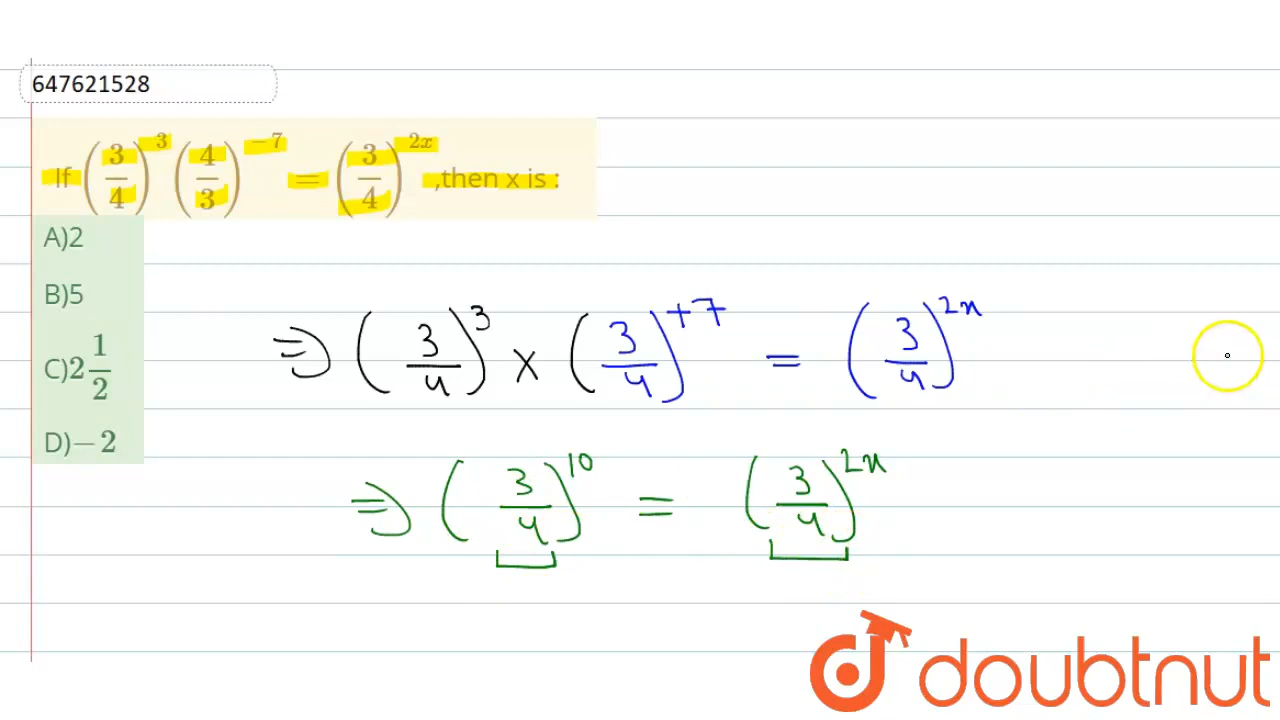 647621528
If (3/4)^3 (4/3)^-7 = (3/4)^2x ,then x is :
A)2
B)5
C)2 1/2
D)-2
⇒ (3/4)^3 × (3/4)^+7 = (3/4)^2x
⇒ (3/4)^10 = (3/4)^2x
doubtnut